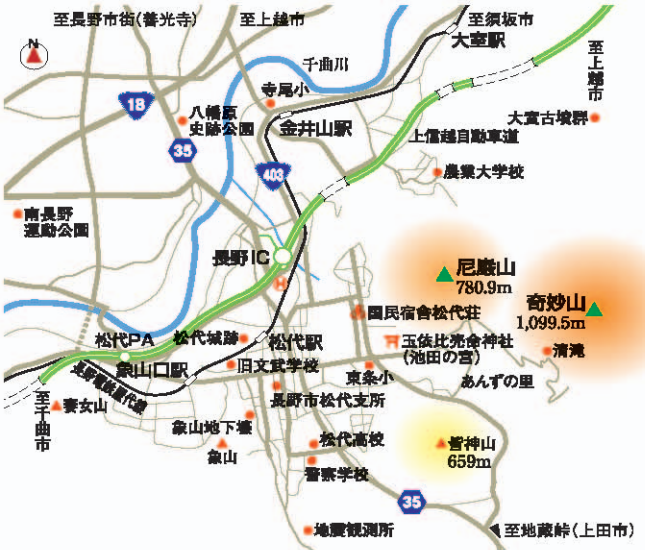 至長野市街(善光寺)
至上越市
至須坂市
大室駅
N
千曲川
至上越市
18
寺尾小
八幡原
史跡公園
金井山駅
大室古墳群
35
上信越自動車道
403
農業大学校
南長野
運動公園
長野IC
尼巌山
780.9m
H
奇妙山
1,099.5m
国民宿舎松代荘
松代PA
松代城跡
松代駅
玉依比売命神社
(池田の宮)
清滝
象山口駅
旧文武学校
東条小
あんずの里
長野電鉄屋代線
長野市松代支所
至千曲市
妻女山
象山地下壕
象山
松代高校
皆神山
659m
警察学校
35
地震観測所
至地蔵峠(上田市)